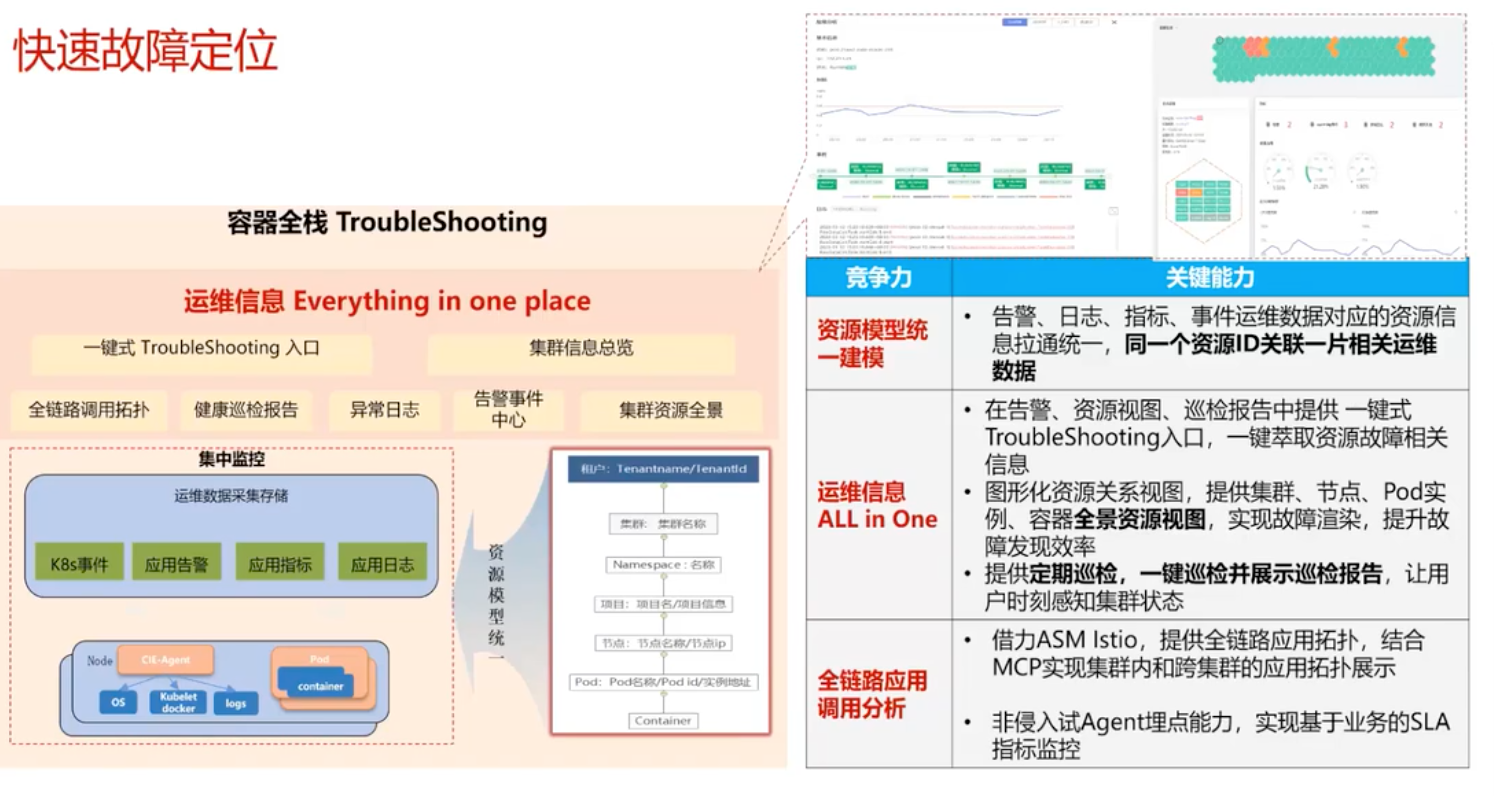 快速故障定位
容器全栈 TroubleShooting
运维信息 Everything in one place
一键式 TroubleShooting 入口
集群信息总览
全链路调用拓扑
健康巡检报告
异常日志
告警事件
中心
集群资源全景
集中监控
运维数据采集存储
K8s事件
应用告警
应用指标
应用日志
Node
CIE-Agent
OS
Kubelet
docker
logs
Pod
container
资源模型统一
租户：Tenantname/TenantId
集群： 集群名称
Namespace : 名称
项目：项目名/项目信息
节点：节点名称/节点ip
Pod：Pod名称/Pod id/实例地址
Container
竞争力
关键能力
资源模型统
一建模
• 告警、日志、指标、事件运维数据对应的资源信
息拉通统一，同一个资源ID关联一片相关运维
数据
运维信息
ALL in One
• 在告警、资源视图、巡检报告中提供 一键式
TroubleShooting入口，一键萃取资源故障相关
信息
• 图形化资源关系视图，提供集群、节点、Pod实
例、容器全景资源视图，实现故障渲染，提升故
障发现效率
• 提供定期巡检，一键巡检并展示巡检报告，让用
户时刻感知集群状态
全链路应用
调用分析
• 借力ASM Istio，提供全链路应用拓扑，结合
MCP实现集群内和跨集群的应用拓扑展示
• 非侵入试Agent埋点能力，实现基于业务的SLA
指标监控